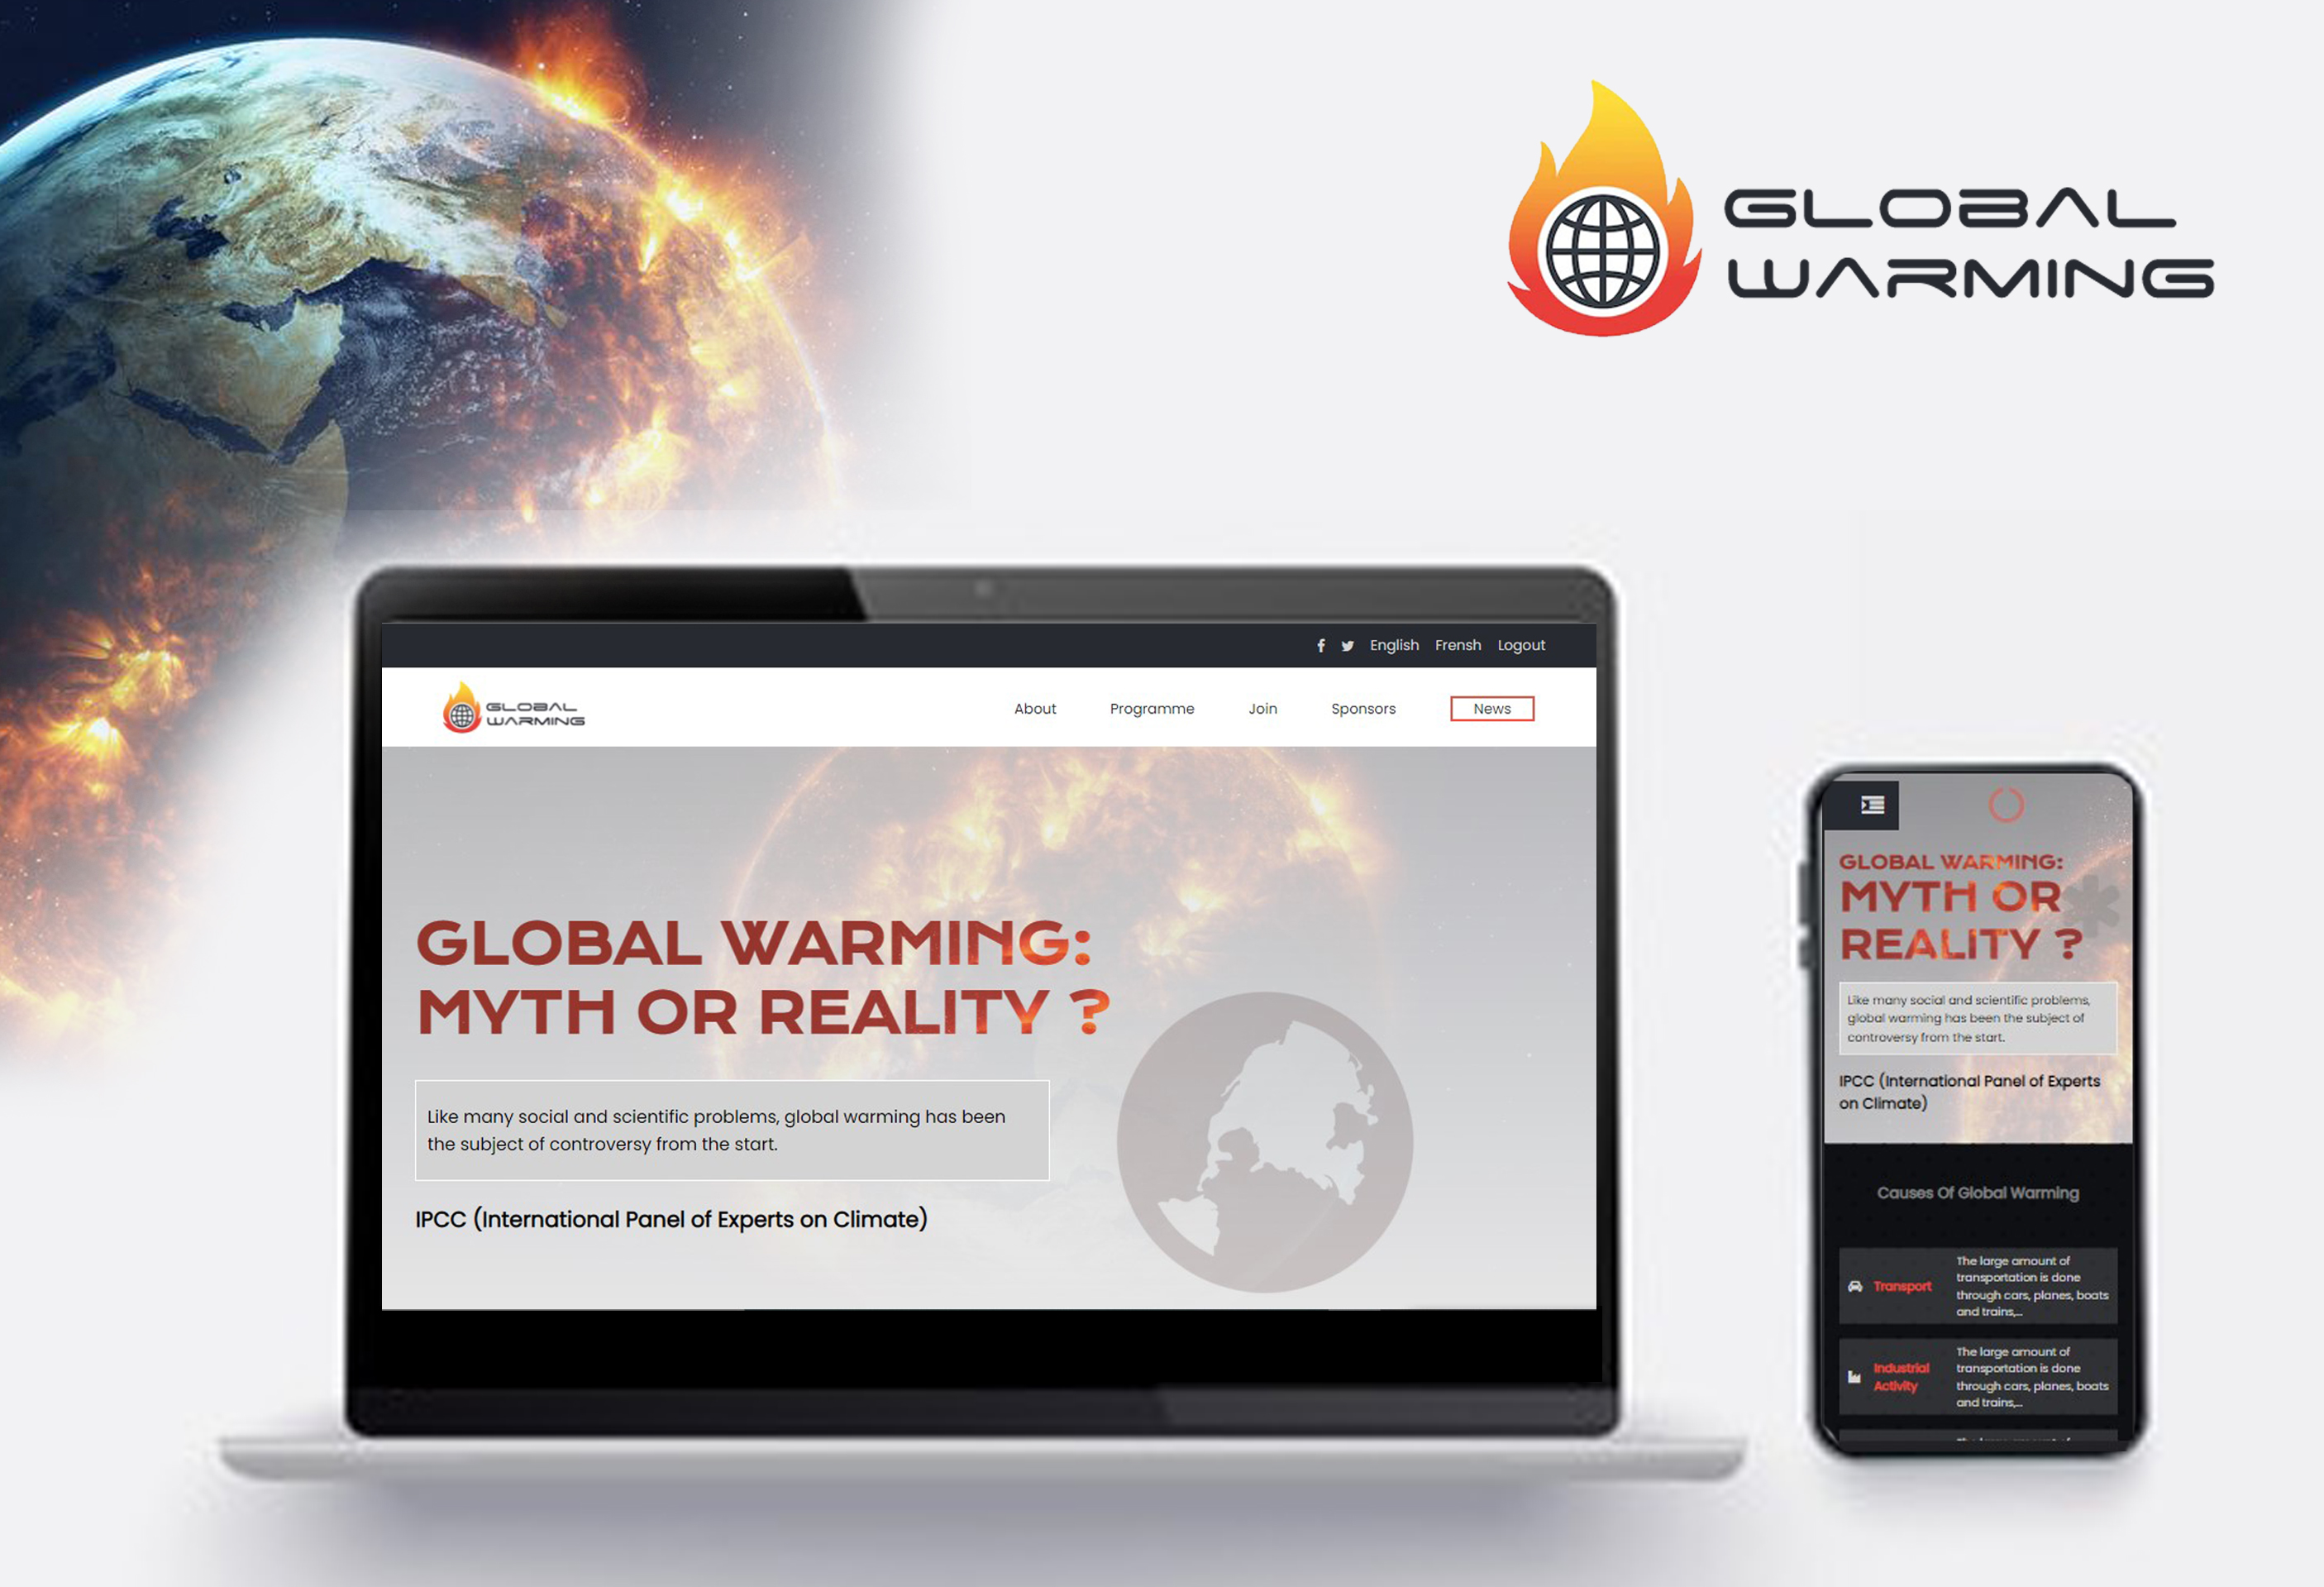 GLOBAL
WARMING
English Frensh Logout
GLOBAL
WARMING
About Programme Join Sponsors News
GLOBAL WARMING:
MYTH OR REALITY ?
Like many social and scientific problems, global warming has been
the subject of controversy from the start.
IPCC (International Panel of Experts on Climate)
GLOBAL WARMING:
MYTH OR
REALITY ?
Like many social and scientific problems,
global warming has been the subject of
controversy from the start.
IPCC (International Panel of Experts
on Climate)
Causes Of Global Warming
Transport
The large amount of
transportation is done
through cars, planes, boats
and trains,...
Industrial
Activity
The large amount of
transportation is done
through cars, planes, boats
and trains,...